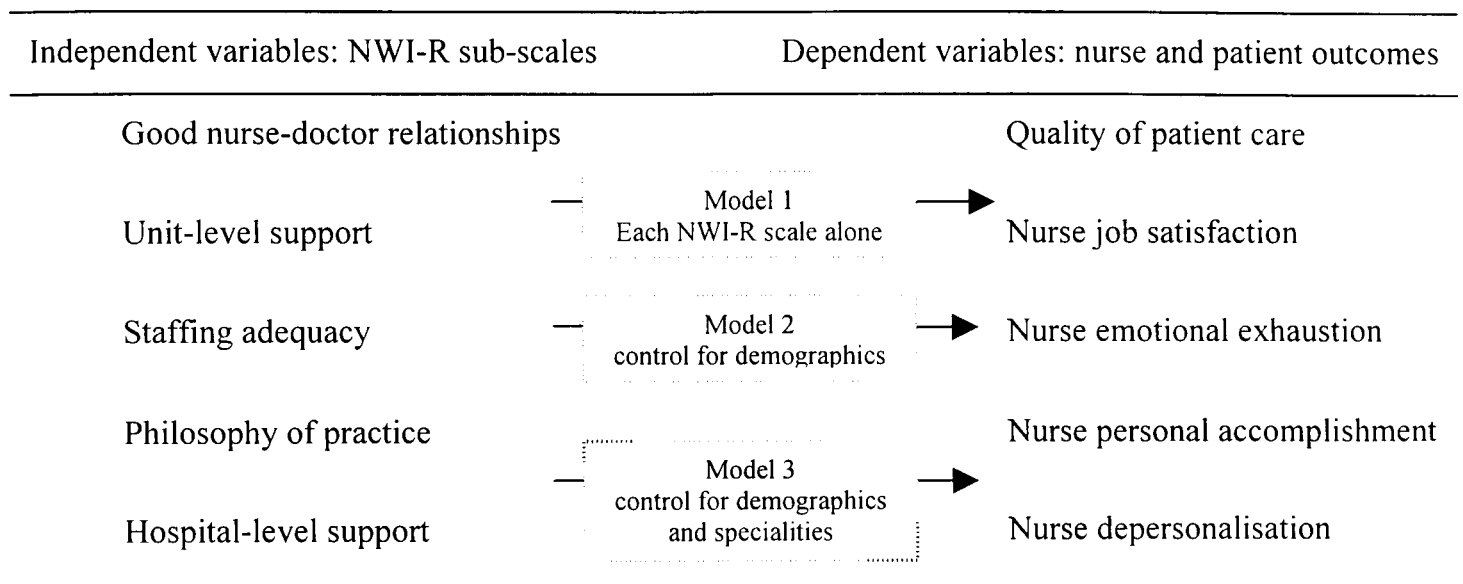 Independent variables: NWI-R sub-scales
Dependent variables: nurse and patient outcomes
Good nurse-doctor relationships
Unit-level support
Staffing adequacy
Philosophy of practice
Hospital-level support
Model 1
Each NWI-R scale alone
Model 2
control for demographics
Model 3
control for demographics
and specialities
Quality of patient care
Nurse job satisfaction
Nurse emotional exhaustion
Nurse personal accomplishment
Nurse depersonalisation